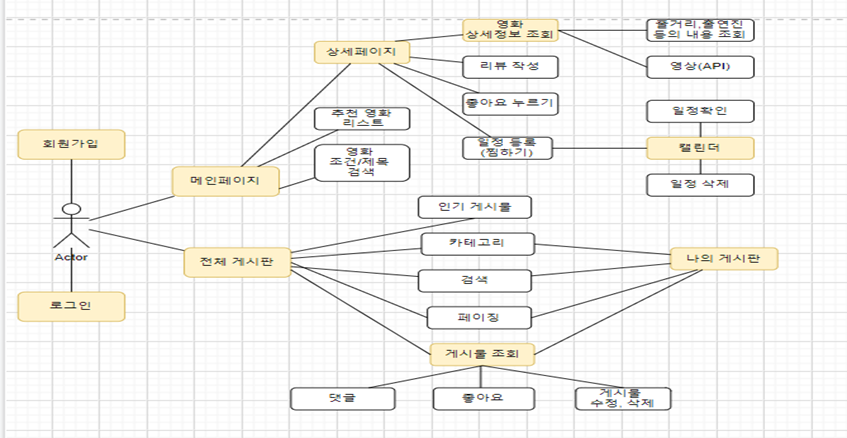 영화
상세정보 조회
줄거리,출연진
등의 내용 조회
상세페이지
리뷰 작성
영상(API)
좋아요 누르기
추천 영화
리스트
일정확인
회원가입
일정 등록
(찜하기)
캘린더
영화
조건/제목
검색
메인페이지
일정 삭제
인기 게시물
Actor
전체 게시판
카테고리
나의 게시판
검색
로그인
페이징
게시물 조회
댓글
좋아요
게시물
수정, 삭제